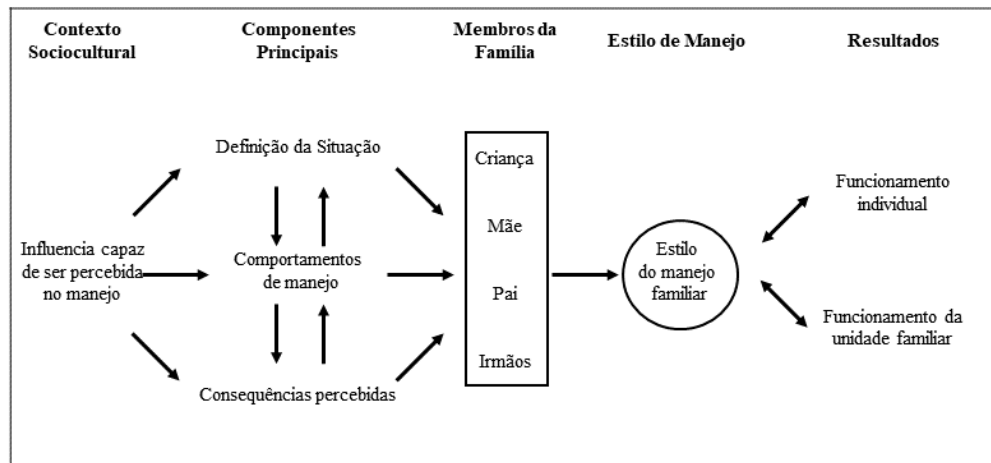 Contexto
Sociocultural
Componentes
Principais
Membros da
Família
Estilo de Manejo
Resultados
Influencia capaz
de ser percebida
no manejo
Definição da Situação
Comportamentos
de manejo
Consequências percebidas
Criança
Mãe
Pai
Irmãos
Estilo
do manejo
famíliar
Funcionamento
individual
Funcionamento da
unidade famíliar